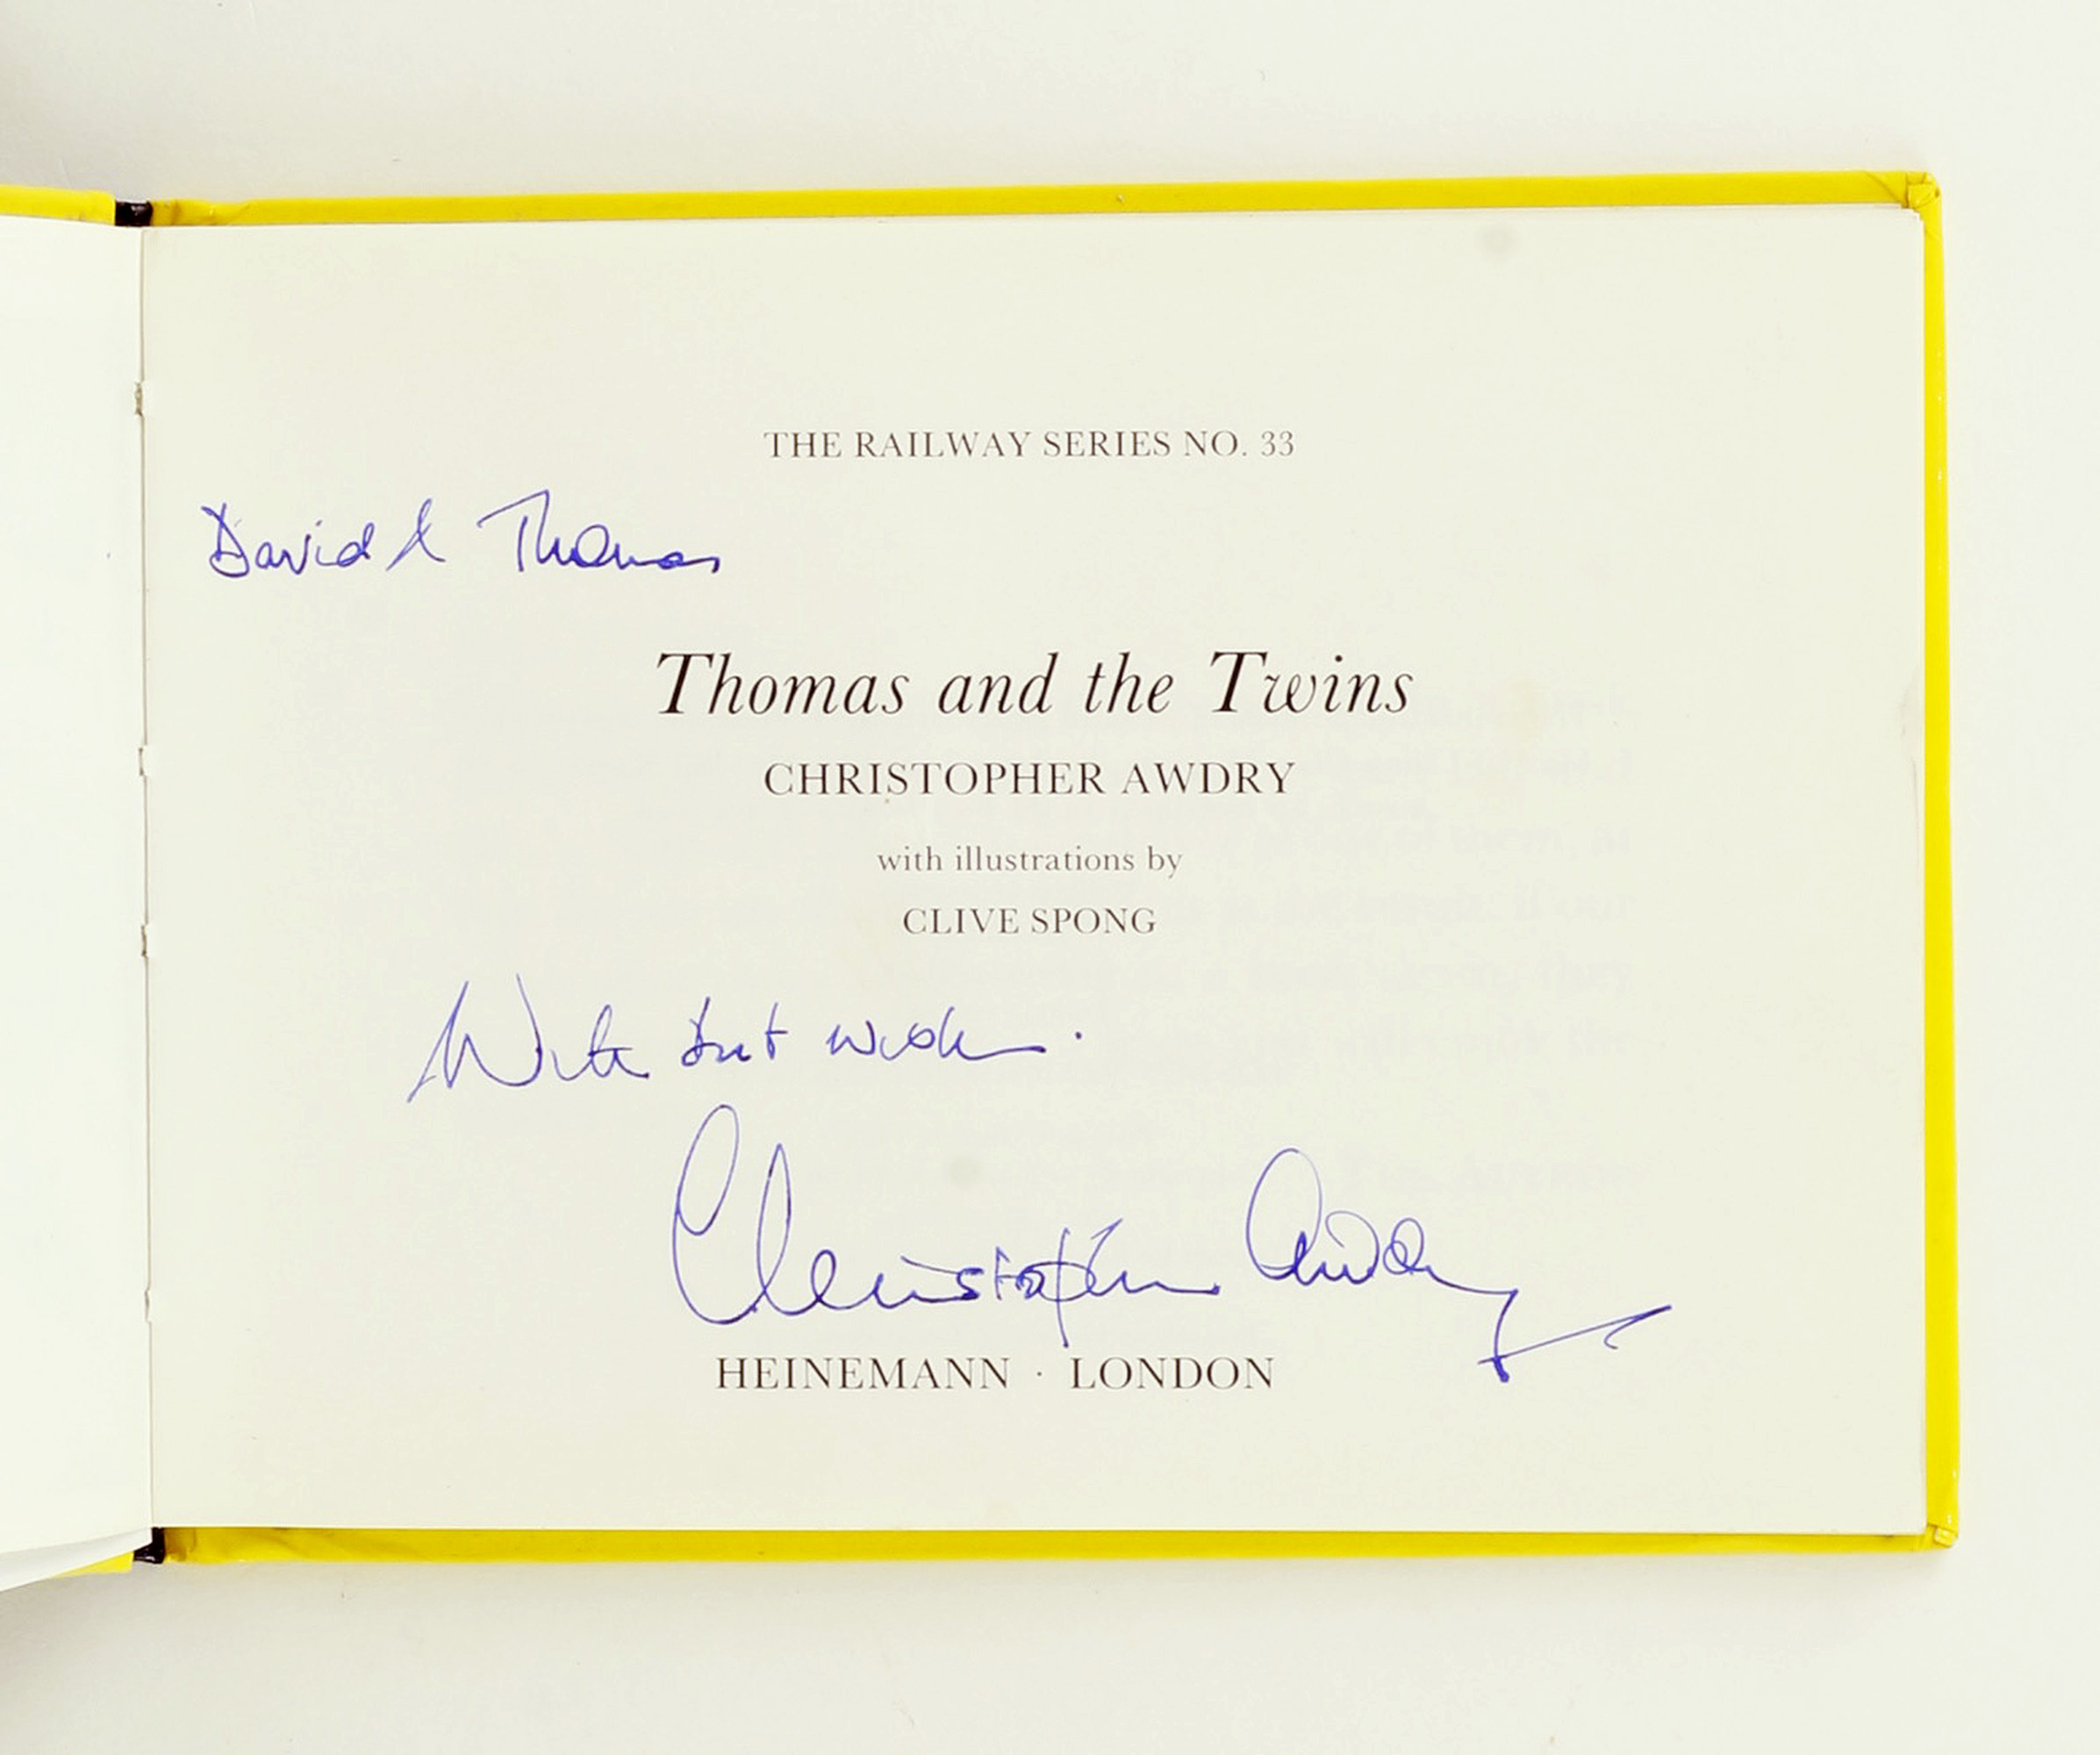 THE RAILWAY SERIES NO. 33
David & Thomas
Thomas and the Twins
CHRISTOPHER AWDRY
with illustrations by
CLIVE SPONG
With best wishes.
Christopher Awdry
HEINEMANN · LONDON